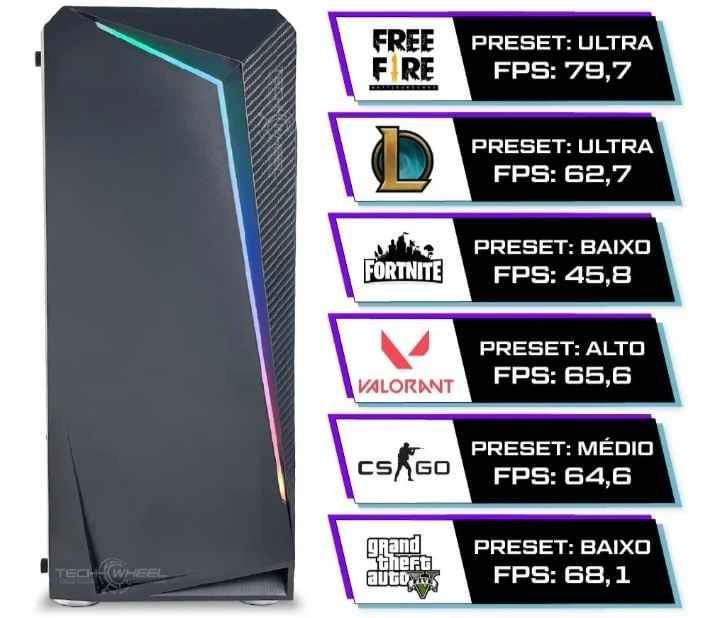 FREE
FIRE
BATTLEGROUNDS
PRESET: ULTRA
FPS: 79,7
L
PRESET: ULTRA
FPS: 62,7
FORTNITE
PRESET: BAIXO
FPS: 45,8
VALORANT
PRESET: ALTO
FPS: 65,6
CS GO
PRESET: MÉDIO
FPS: 64,6
grand
theft
auto V
PRESET: BAIXO
FPS: 68,1
TECH WHEEL